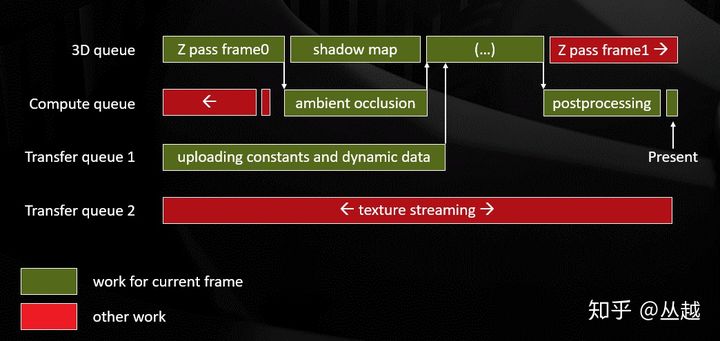 3D queue
Z pass frame0
shadow map
(...)
Z pass frame1 →
Compute queue
←
ambient occlusion
postprocessing
Transfer queue 1
uploading constants and dynamic data
Present
Transfer queue 2
← texture streaming →
work for current frame
other work
知乎 @丛越